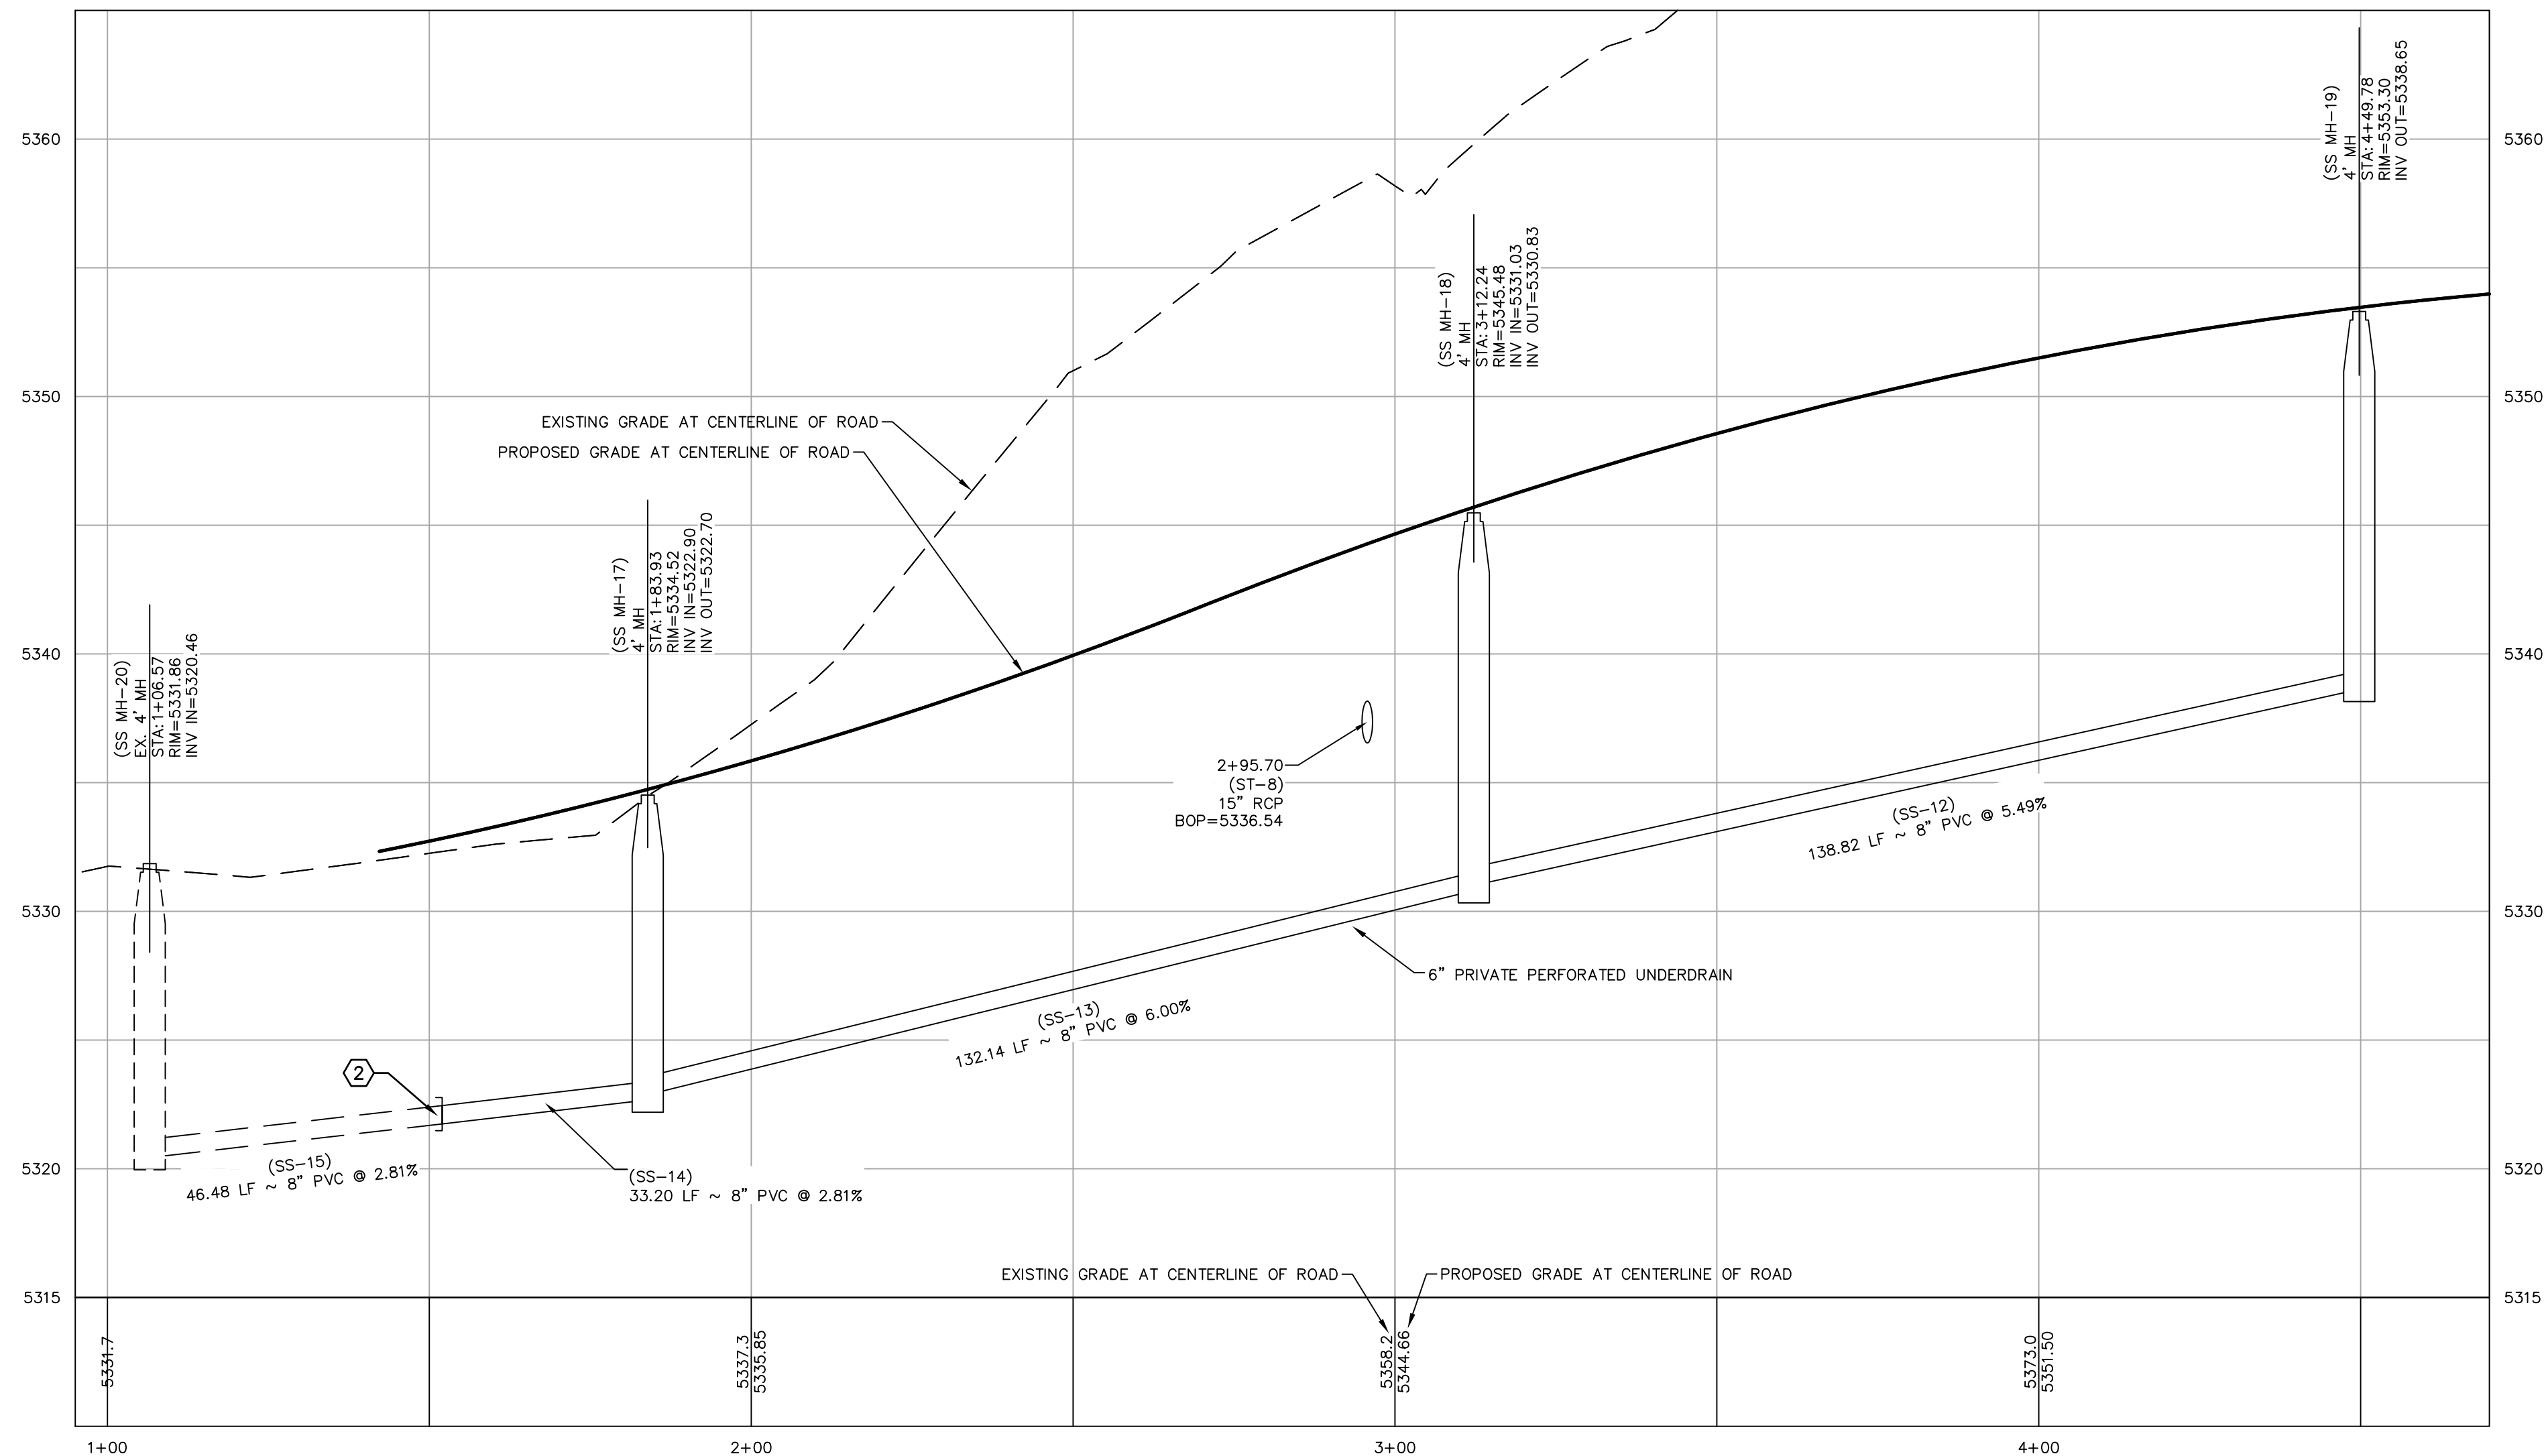 5360
5350
5340
5330
5320
5315
5360
5350
5340
5330
5320
5315
(SS MH-20)
EX. 4' MH
STA: 1+06.57
RIM=5331.86
INV IN=5320.46
(SS MH-17)
4' MH
STA: 1+83.93
RIM=5334.52
INV IN=5322.90
INV OUT=5322.70
(SS MH-18)
4' MH
STA: 3+12.24
RIM=5345.48
INV IN=5331.03
INV OUT=5330.83
(SS MH-19)
4' MH
STA: 4+49.78
RIM=5353.30
INV OUT=5338.65
EXISTING GRADE AT CENTERLINE OF ROAD
PROPOSED GRADE AT CENTERLINE OF ROAD
2+95.70
(ST-8)
15" RCP
BOP=5336.54
(SS-12)
138.82 LF ~ 8" PVC @ 5.49%
6" PRIVATE PERFORATED UNDERDRAIN
(SS-13)
132.14 LF ~ 8" PVC @ 6.00%
2
(SS-15)
46.48 LF ~ 8" PVC @ 2.81%
(SS-14)
33.20 LF ~ 8" PVC @ 2.81%
EXISTING GRADE AT CENTERLINE OF ROAD
PROPOSED GRADE AT CENTERLINE OF ROAD
5331.7
5337.3
5335.85
5358.2
5344.66
5373.0
5351.50
1+00
2+00
3+00
4+00